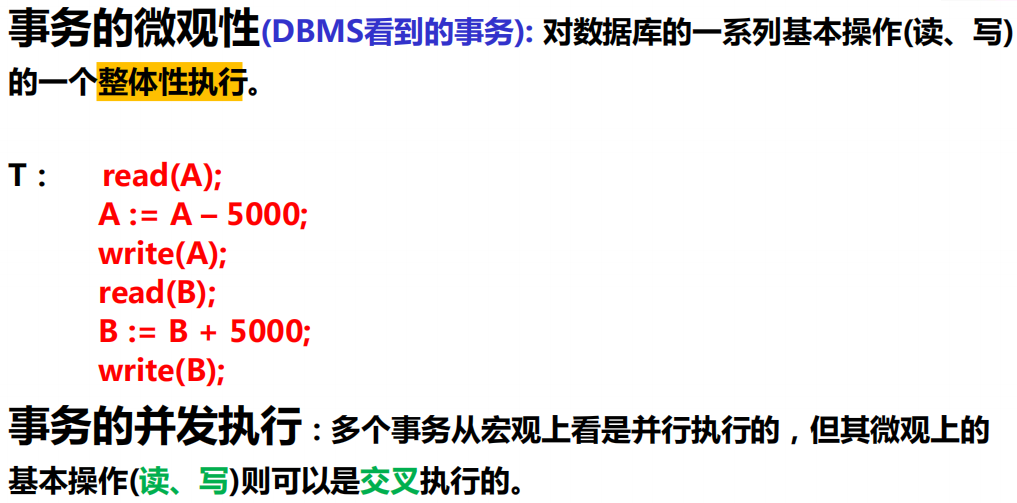 事务的微观性(DBMS看到的事务): 对数据库的一系列基本操作(读、写)
的一个整体性执行。
T： read(A);
A := A – 5000;
write(A);
read(B);
B := B + 5000;
write(B);
事务的并发执行：多个事务从宏观上看是并行执行的，但其微观上的
基本操作(读、写)则可以是交叉执行的。